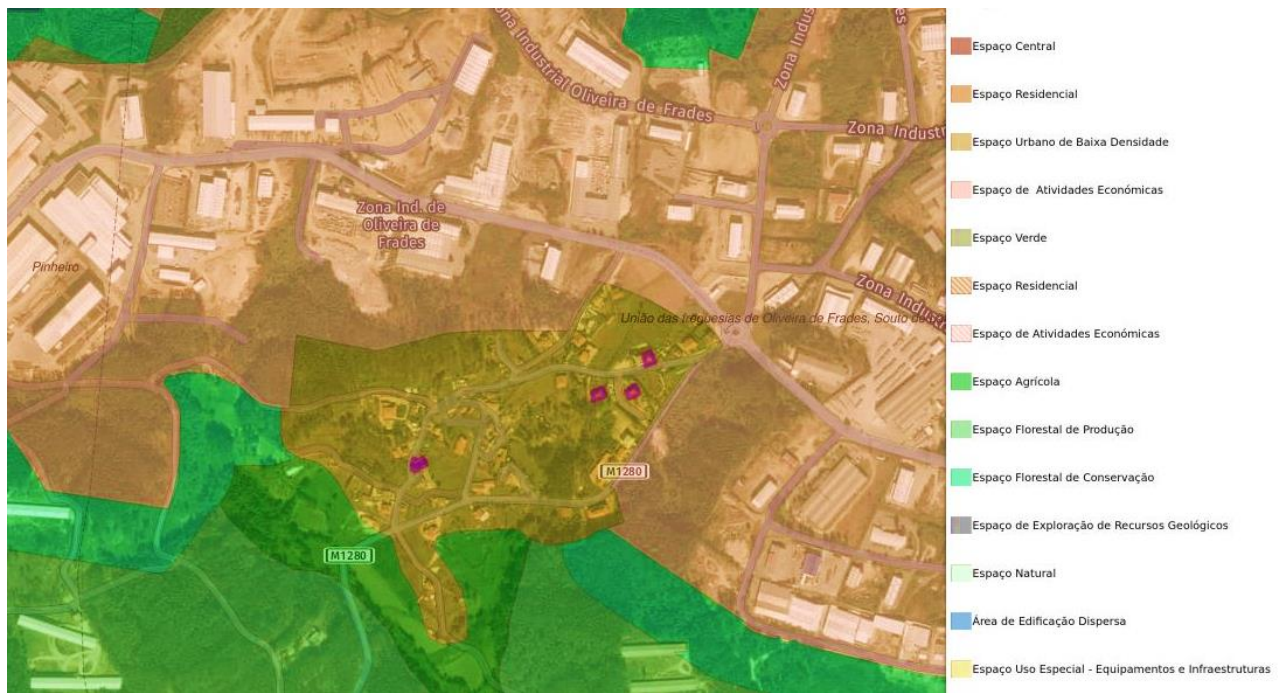 Zona Industrial Oliveira de Frades
Zona Indus
Zona Industr
Zona Ind. de
Oliveira de
Frades
Pinheiro
União das freguesias de Oliveira de Frades, Souto de
M1280
M1280
Espaço Central
Espaço Residencial
Espaço Urbano de Baixa Densidade
Espaço de Atividades Económicas
Espaço Verde
Espaço Residencial
Espaço de Atividades Económicas
Espaço Agrícola
Espaço Florestal de Produção
Espaço Florestal de Conservação
Espaço de Exploração de Recursos Geológicos
Espaço Natural
Área de Edificação Dispersa
Espaço Uso Especial - Equipamentos e Infraestruturas